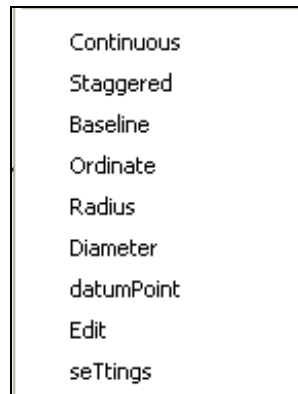 Continuous
Staggered
Baseline
Ordinate
Radius
Diameter
datumPoint
Edit
seTtings